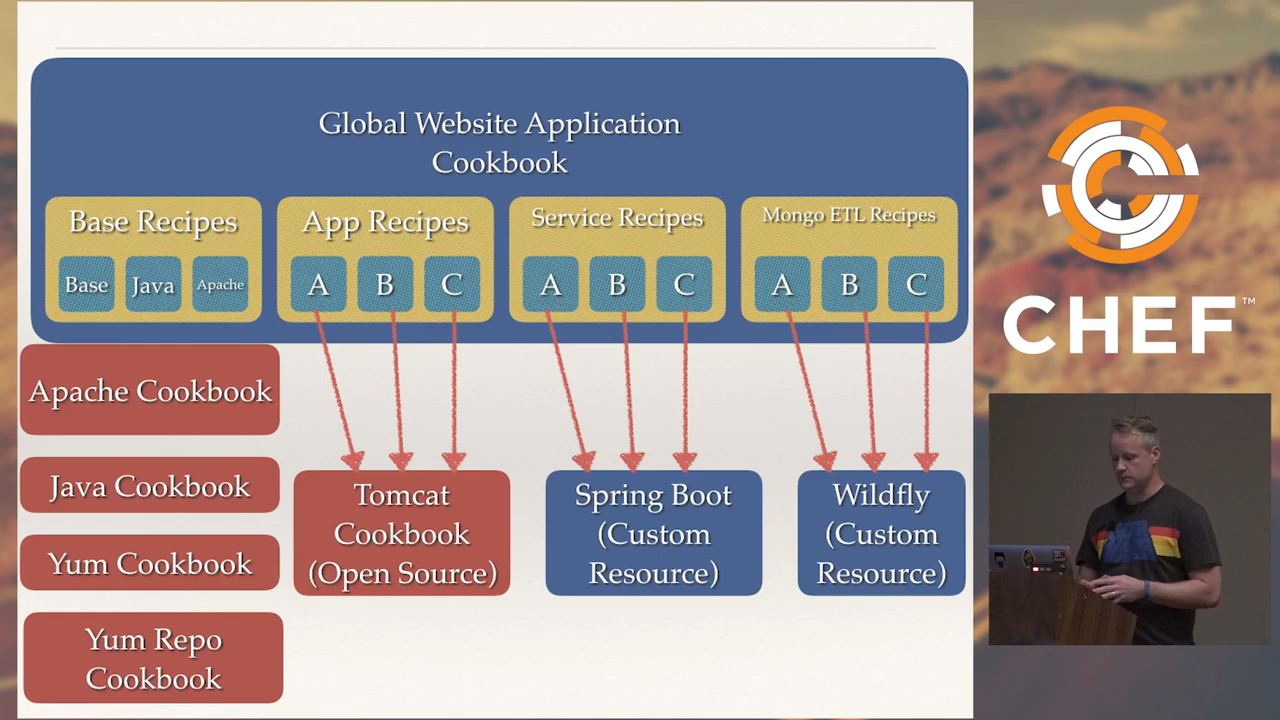 Global Website Application
Cookbook
Base Recipes
Base
Java
Apache
App Recipes
A
B
C
Service Recipes
A
B
C
Mongo ETL Recipes
A
B
C
Apache Cookbook
Java Cookbook
Yum Cookbook
Yum Repo
Cookbook
Tomcat
Cookbook
(Open Source)
Spring Boot
(Custom
Resource)
Wildfly
(Custom
Resource)
CHEF™